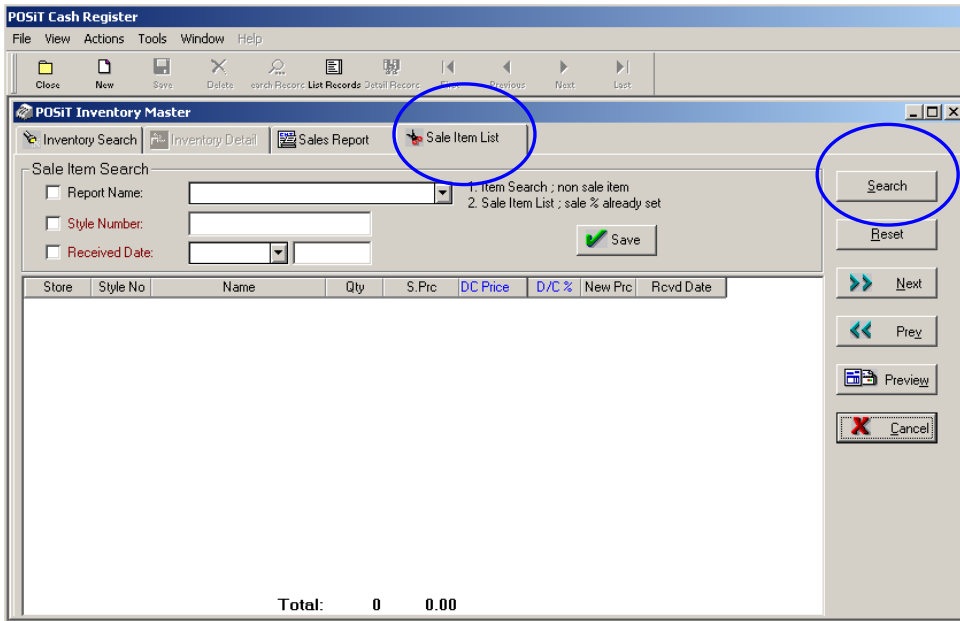 POSiT Cash Register
File View Actions Tools Window Help
Close New Save Delete earch Recorc List Records Detail Recorc First Previous Next Last
POSiT Inventory Master
Inventory Search Inventory Detail Sales Report Sale Item List
Sale Item Search
Report Name:
1. Item Search ; non sale item
2. Sale Item List ; sale % already set
Style Number:
Save
Received Date:
Search
Reset
Next
Prev
Preview
Cancel
Store Style No Name Qty S.Prc DC Price D/C % New Prc Rcvd Date
Total: 0 0.00